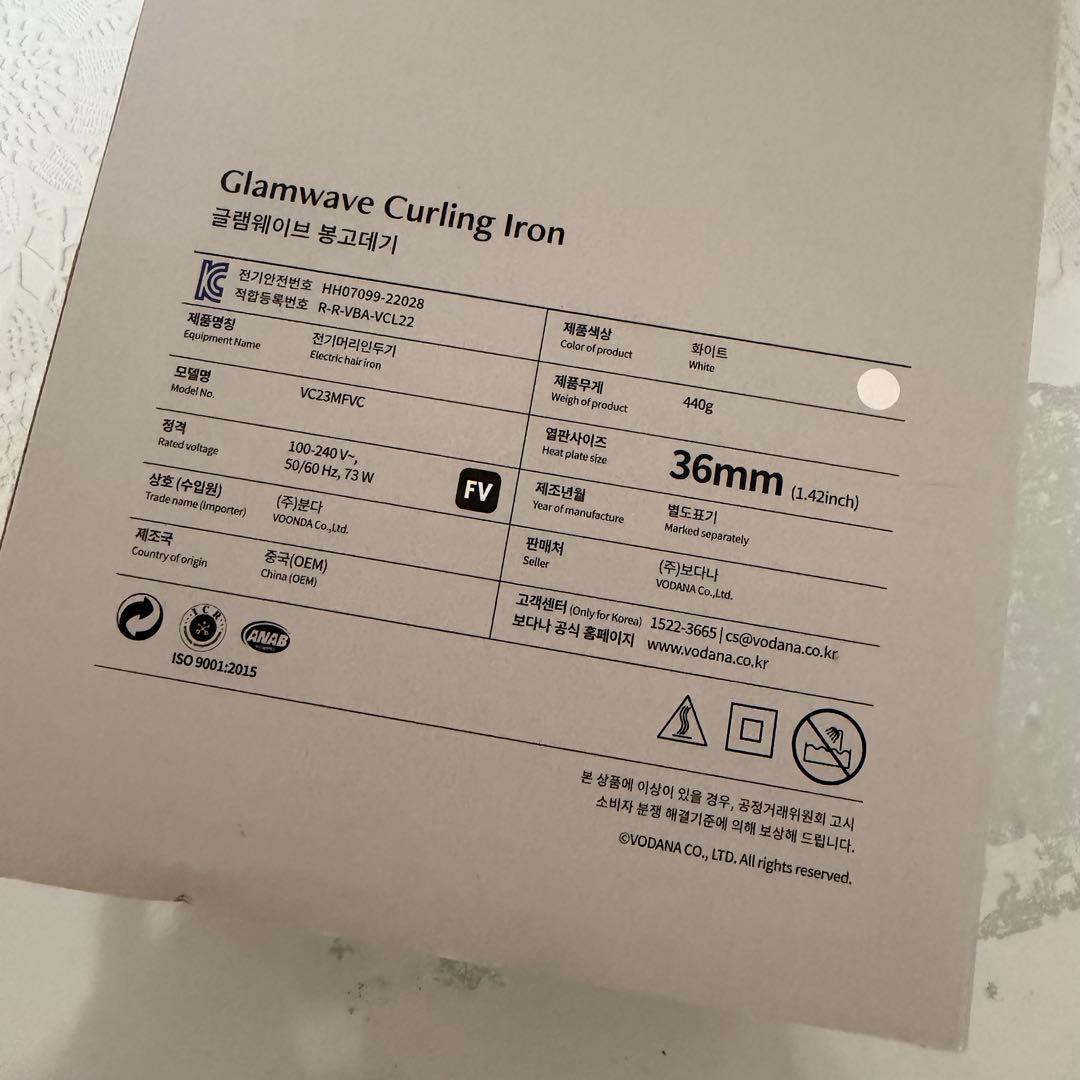 Glamwave Curling Iron
글램웨이브 봉고데기
전기안전번호 HH07099-22028
적합등록번호 R-R-VBA-VCL22
제품명칭 전기머리인두기
Equipment Name Electric hair iron
모델명 VC23MFVC
Model No.
정격 100-240 V~,
Rated voltage 50/60 Hz, 73 W
FV
상호 (수입원) (주)분다
Trade name (Importer) VOONDA Co.,Ltd.
제조국 중국(OEM)
Country of origin China (OEM)
제품색상 화이트
Color of product White
제품무게 440g
Weigh of product
열판사이즈 36mm (1.42inch)
Heat plate size
제조년월 별도표기
Year of manufacture Marked separately
판매처 (주)보다나
Seller VODANA Co.,Ltd.
고객센터 (Only for Korea) 1522-3665 | cs@vodana.co.kr
보다나 공식 홈페이지 www.vodana.co.kr
ICR
ANAB
ISO 9001:2015
본 상품에 이상이 있을 경우, 공정거래위원회 고시
소비자 분쟁 해결기준에 의해 보상해 드립니다.
©VODANA CO., LTD. All rights reserved.